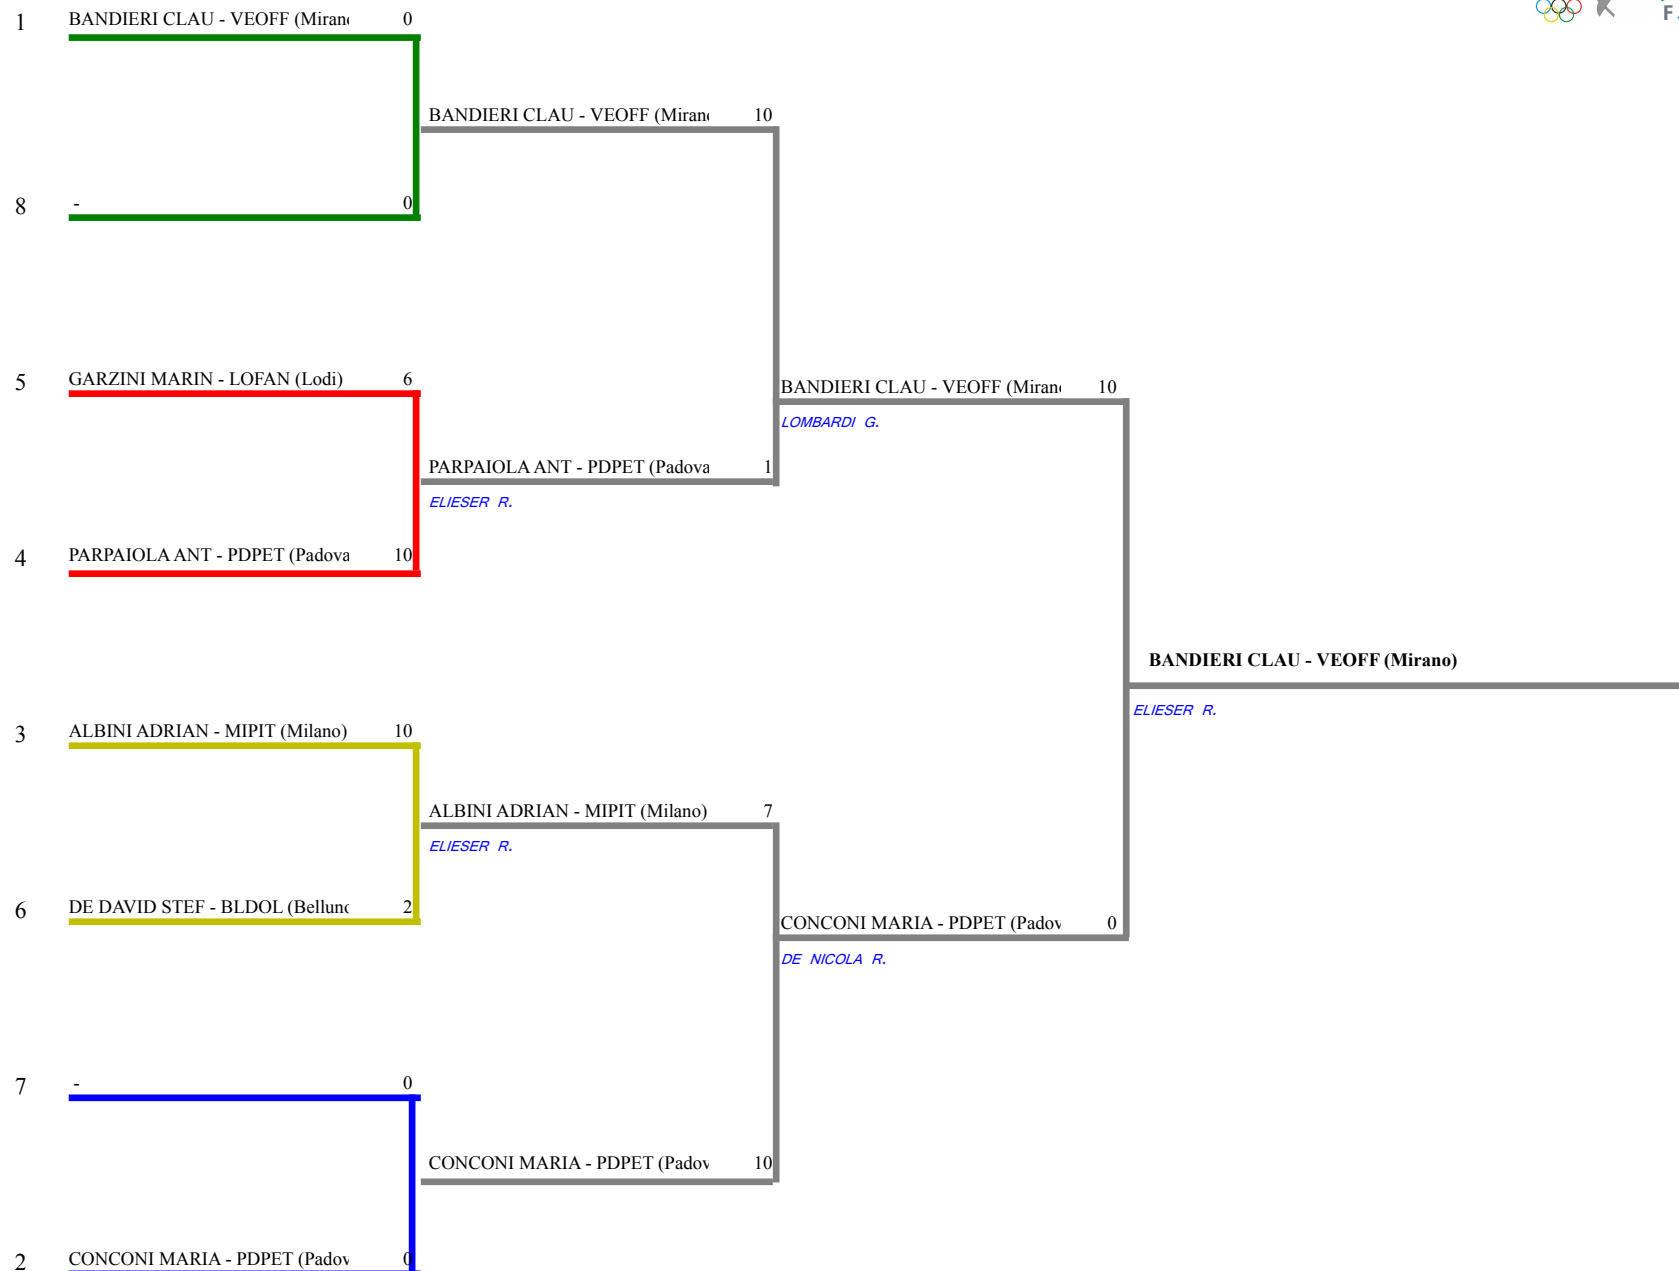 1 BANDIERI CLAU - VEOFF (Miran 0
BANDIERI CLAU - VEOFF (Miran 10
8 - 0
5 GARZINI MARIN - LOFAN (Lodi) 6
BANDIERI CLAU - VEOFF (Miran 10
LOMBARDI G.
PARPAIOLA ANT - PDPET (Padova 1
ELIESER R.
4 PARPAIOLA ANT - PDPET (Padova 10
BANDIERI CLAU - VEOFF (Mirano)
ELIESER R.
3 ALBINI ADRIAN - MIPIT (Milano) 10
ALBINI ADRIAN - MIPIT (Milano) 7
ELIESER R.
6 DE DAVID STEF - BLDOL (Bellun 2
CONCONI MARIA - PDPET (Padov 0
DE NICOLA R.
7 - 0
CONCONI MARIA - PDPET (Padov 10
2 CONCONI MARIA - PDPET (Padov 0